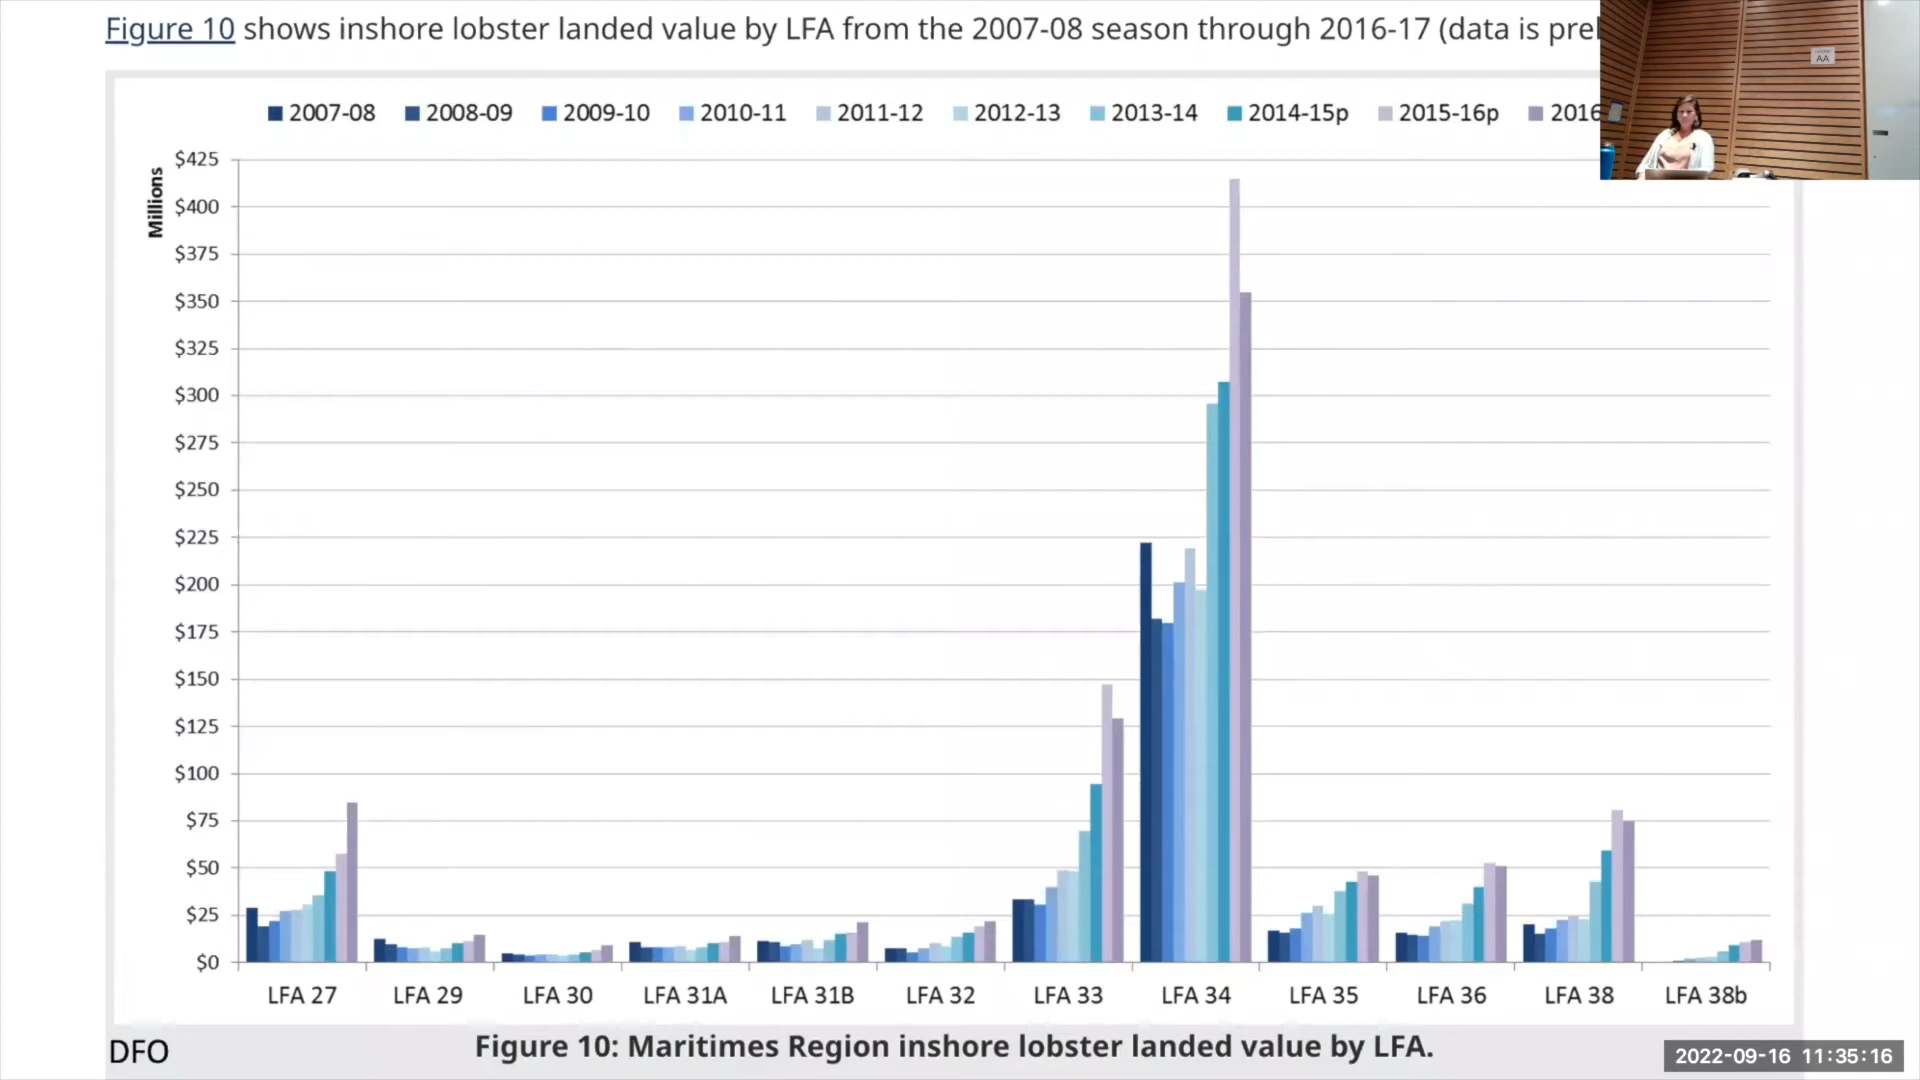 Figure 10 shows inshore lobster landed value by LFA from the 2007-08 season through 2016-17 (data is prel
2007-08 2008-09 2009-10 2010-11 2011-12 2012-13 2013-14 2014-15p 2015-16p 2016
AA
Millions
$425
$400
$375
$350
$325
$300
$275
$250
$225
$200
$175
$150
$125
$100
$75
$50
$25
$0
LFA 27 LFA 29 LFA 30 LFA 31A LFA 31B LFA 32 LFA 33 LFA 34 LFA 35 LFA 36 LFA 38 LFA 38b
DFO
Figure 10: Maritimes Region inshore lobster landed value by LFA.
2022-09-16 11:35:16